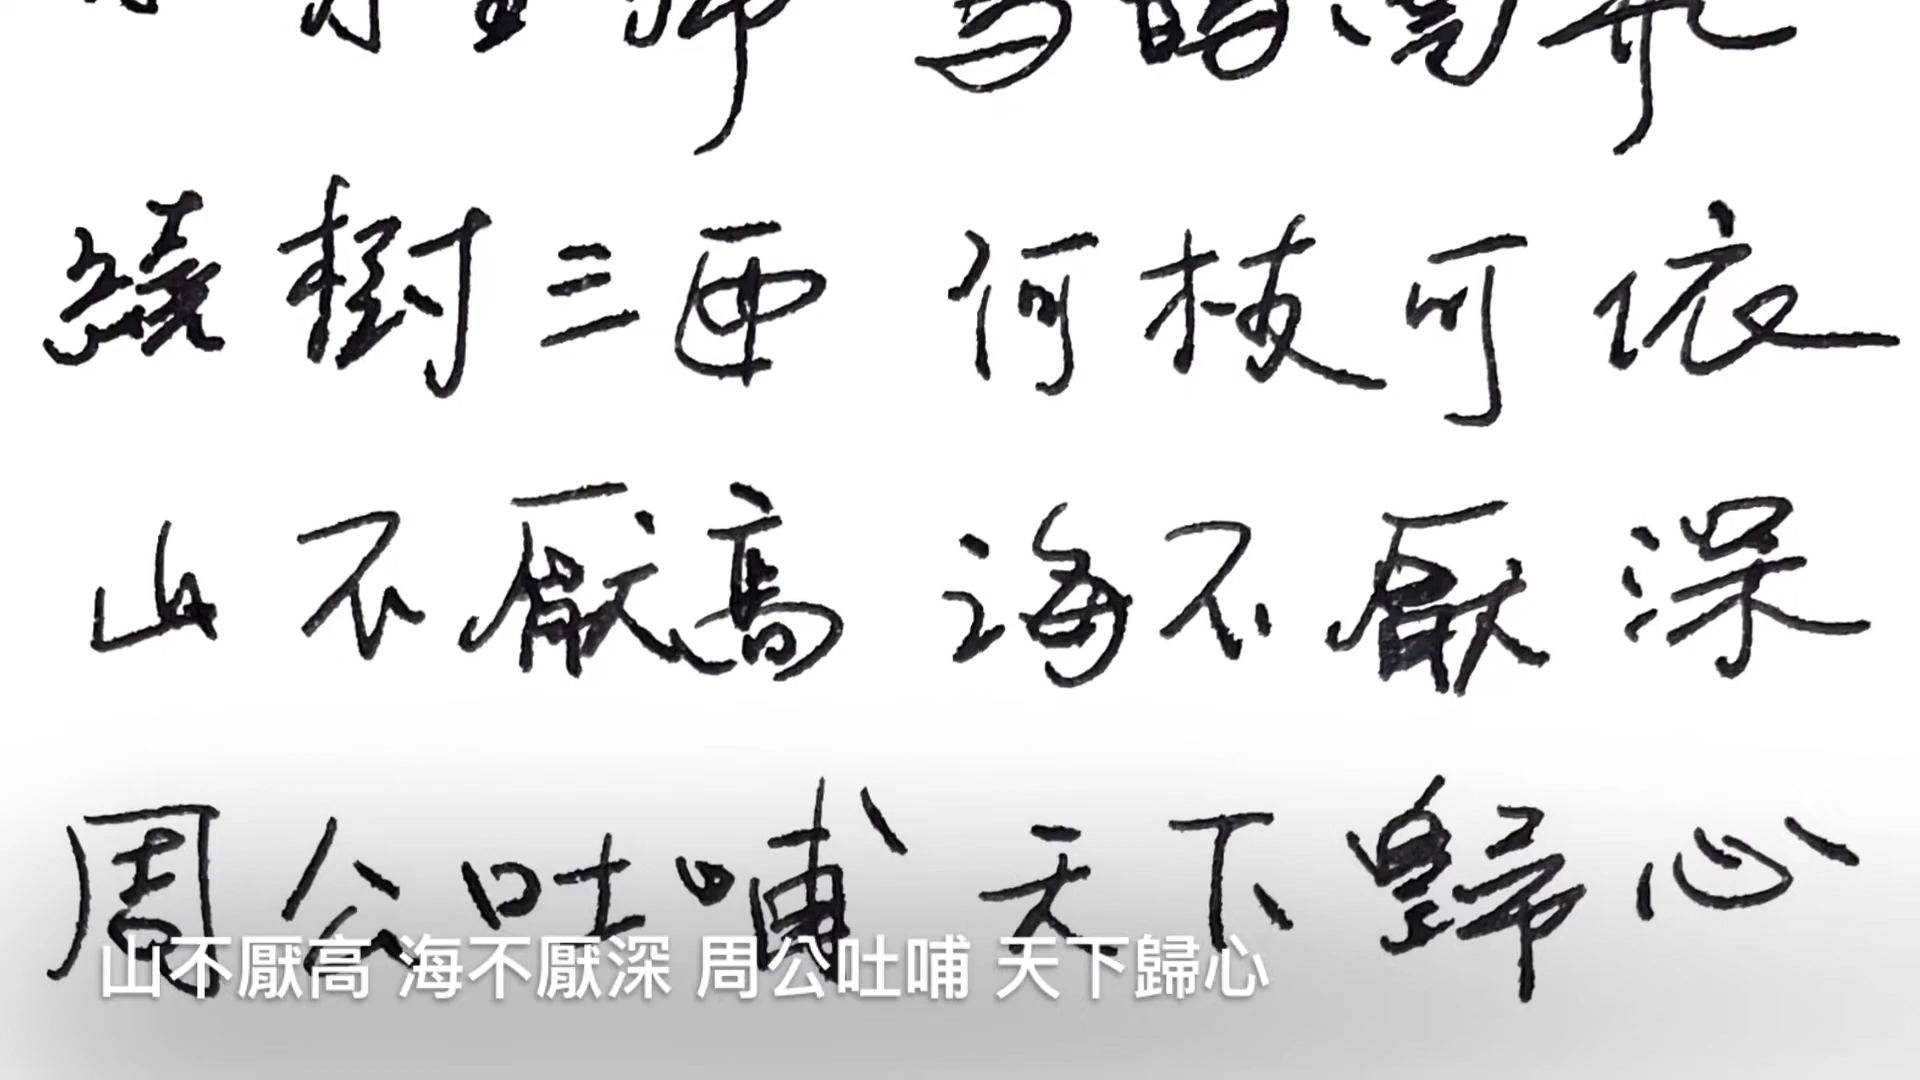 繞樹三匝 何枝可依
山不厭高 海不厭深
周公吐哺 天下歸心
山不厭高 海不厭深 周公吐哺 天下歸心